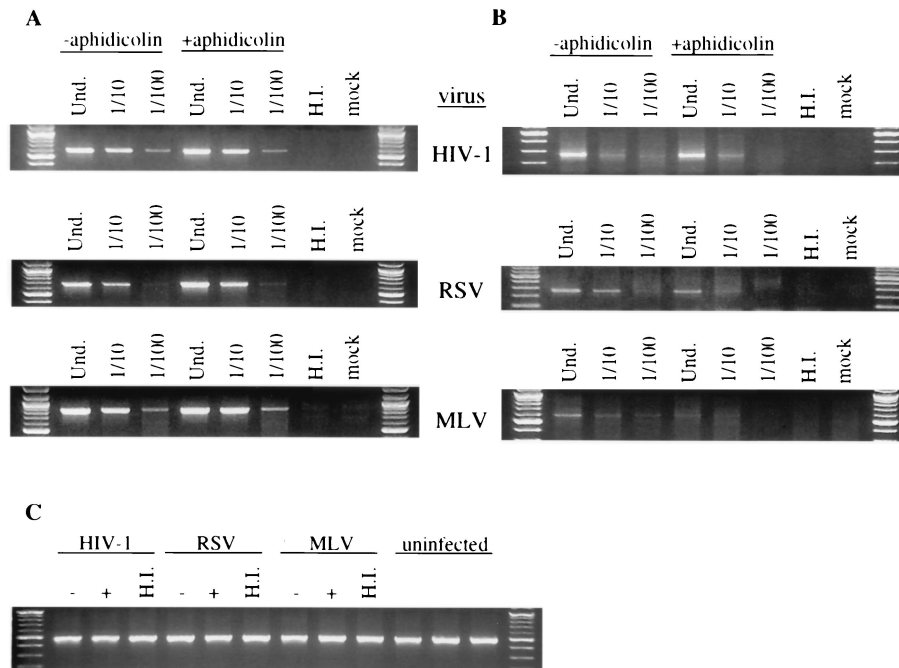 A
B
-aphidicolin +aphidicolin
-aphidicolin +aphidicolin
Und. 1/10 1/100 Und. 1/10 1/100 H.I. mock
virus
Und. 1/10 1/100 Und. 1/10 1/100 H.I. mock
HIV-1
Und. 1/10 1/100 Und. 1/10 1/100 H.I. mock
Und. 1/10 1/100 Und. 1/10 1/100 H.I. mock
RSV
Und. 1/10 1/100 Und. 1/10 1/100 H.I. mock
Und. 1/10 1/100 Und. 1/10 1/100 H.I. mock
MLV
C
HIV-1 RSV MLV uninfected
- + H.I. - + H.I. - + H.I.